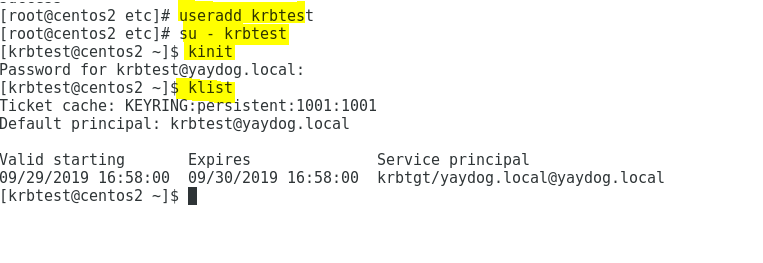 [root@centos2 etc]# useradd krbtest
[root@centos2 etc]# su - krbtest
[krbtest@centos2 ~]$ kinit
Password for krbtest@yaydog.local:
[krbtest@centos2 ~]$ klist
Ticket cache: KEYRING:persistent:1001:1001
Default principal: krbtest@yaydog.local
Valid starting       Expires              Service principal
09/29/2019 16:58:00  09/30/2019 16:58:00  krbtgt/yaydog.local@yaydog.local
[krbtest@centos2 ~]$